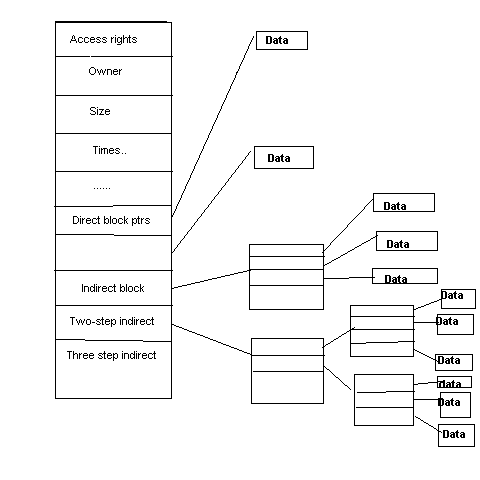 Access rights
Owner
Size
Times..
......
Direct block ptrs
Indirect block
Two-step indirect
Three step indirect
Data
Data
Data
Data
Data
Data
Data
Data
Data
Data
Data